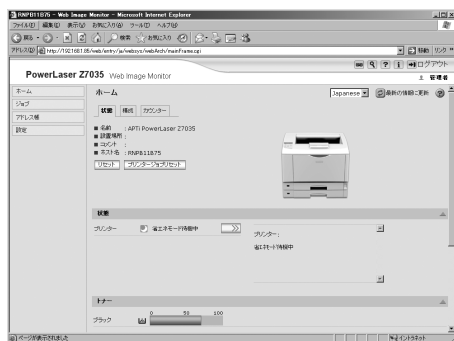 RNPB11B75 - Web Image Monitor - Microsoft Internet Explorer
ファイル(F) 編集(E) 表示(V) お気に入り(A) ツール(T) ヘルプ(H)
戻る 検索 お気に入り
アドレス(D) http://192.168.1.85/web/entry/ja/websys/webArch/mainFrame.cgi 移動 リンク »
? i ログアウト
PowerLaser Z7035 Web Image Monitor
管理者
ホーム
ジョブ
アドレス帳
設定
ホーム
Japanese 最新の情報に更新 ?
状態 構成 カウンター
■ 名前 : APTi PowerLaser Z7035
■ 設置場所 :
■ コメント :
■ ホスト名 : RNPB11B75
リセット プリンタージョブリセット
状態
プリンター 省エネモード待機中
プリンター :
省エネモード待機中
トナー
ブラック 0 50 100
ページが表示されました
イントラネット